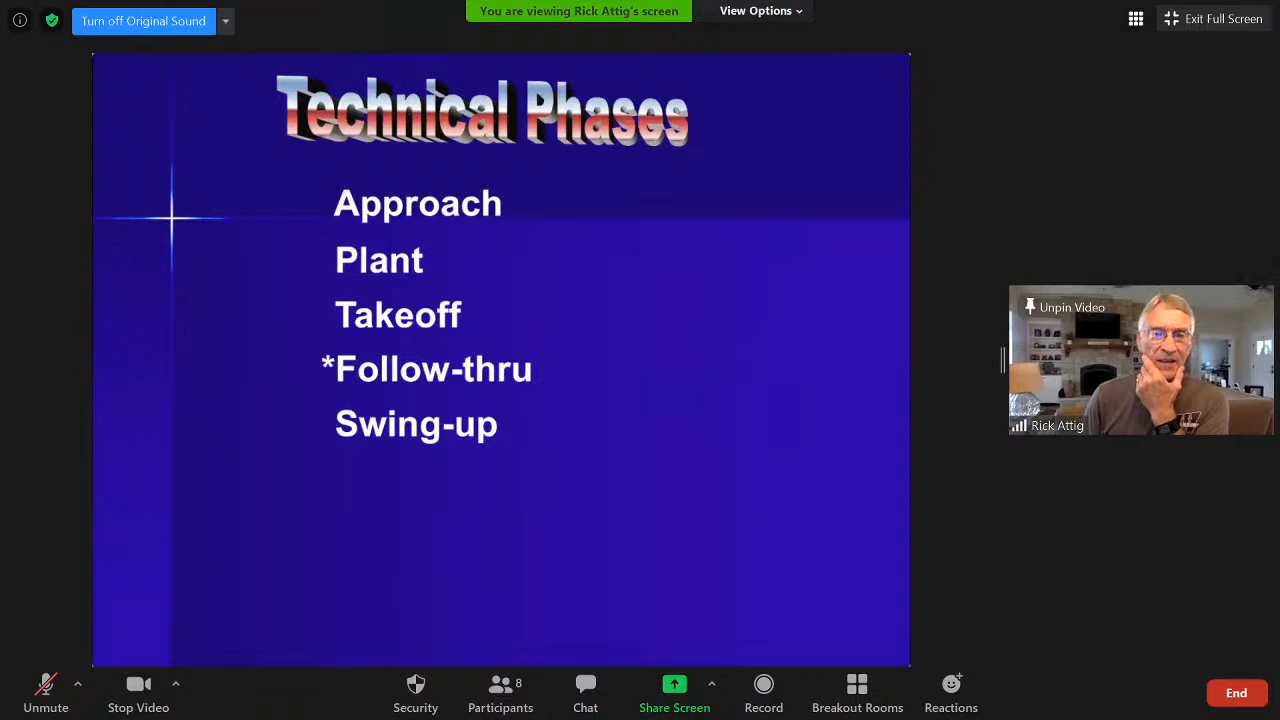 Turn off Original Sound
You are viewing Rick Attig's screen
View Options
Exit Full Screen
Technical Phases
Approach
Plant
Takeoff
*Follow-thru
Swing-up
Unpin Video
Rick Attig
Unmute
Stop Video
Security
Participants
8
Chat
Share Screen
Record
Breakout Rooms
Reactions
End